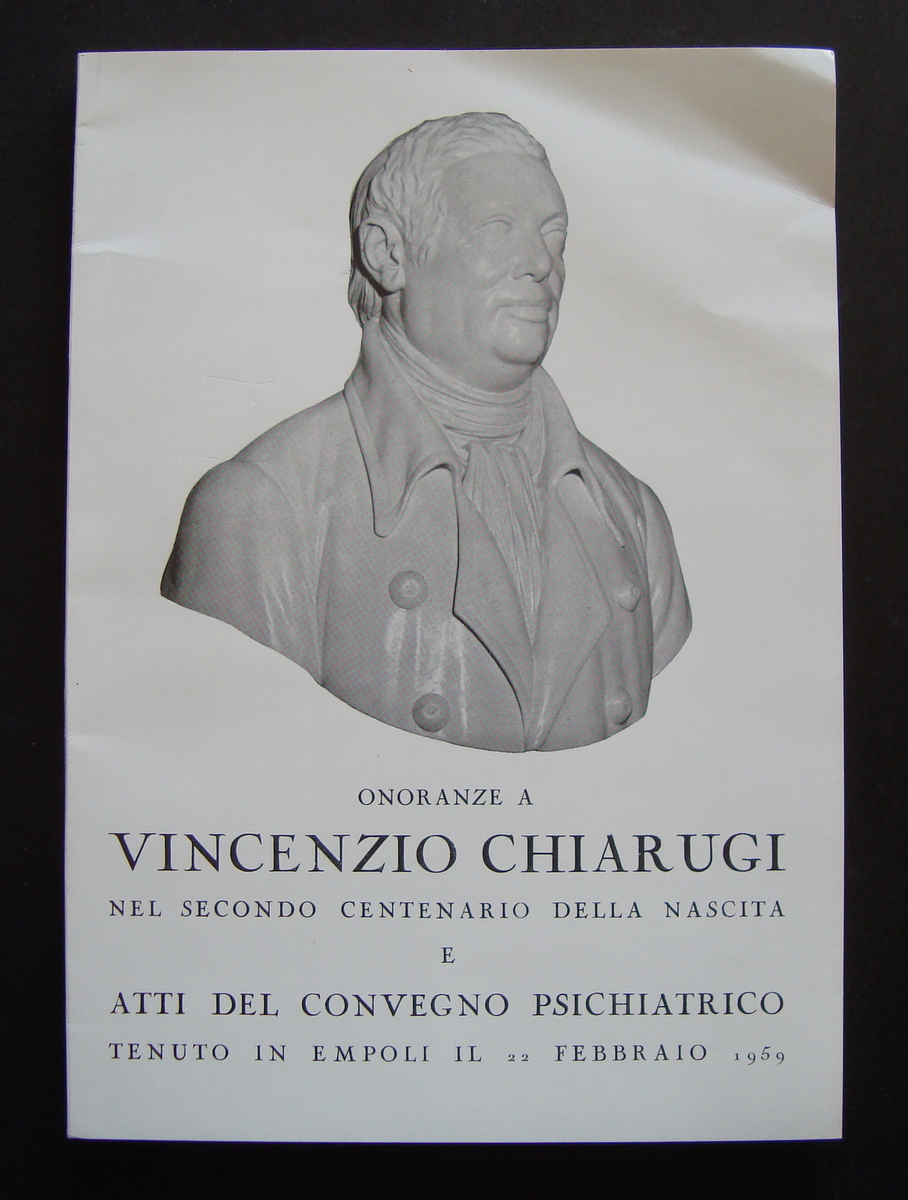 ONORANZE A
VINCENZIO CHIARUGI
NEL SECONDO CENTENARIO DELLA NASCITA
E
ATTI DEL CONVEGNO PSICHIATRICO
TENUTO IN EMPOLI IL 22 FEBBRAIO 1959